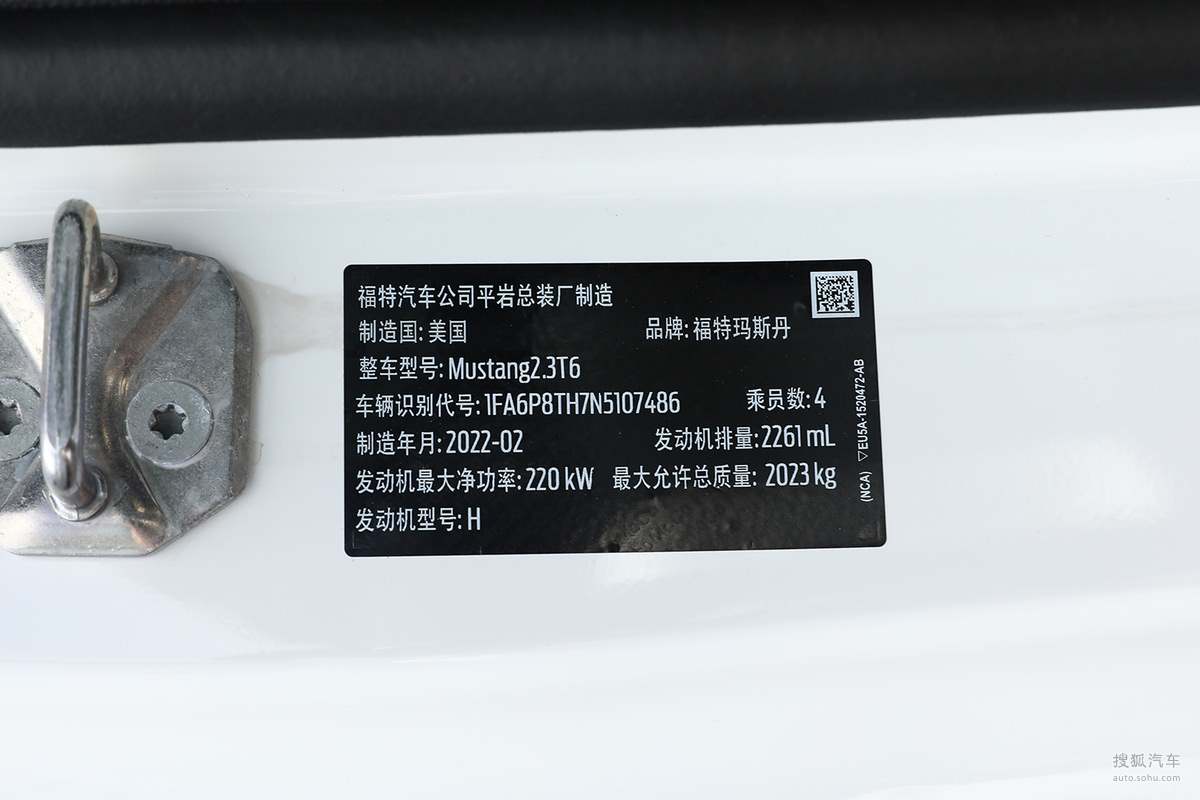 福特汽车公司平岩总装厂制造
制造国: 美国 品牌: 福特玛斯丹
整车型号: Mustang2.3T6
车辆识别代号: 1FA6P8TH7N5107486 乘员数: 4
制造年月: 2022-02 发动机排量: 2261 mL
发动机最大净功率: 220 kW 最大允许总质量: 2023 kg
发动机型号: H
(NCA) ▽EU5A-1520472-AB
搜狐汽车
auto.sohu.com